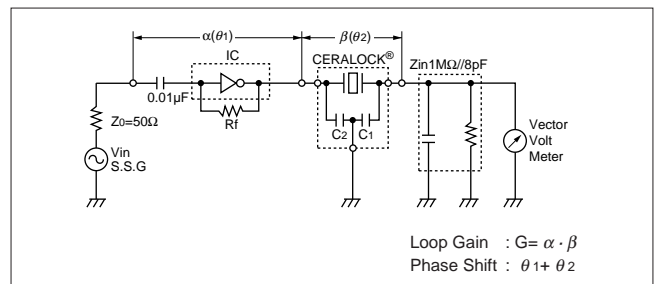 α(θ1)
β(θ2)
IC
CERALOCK®
Zin1MΩ//8pF
0.01μF
Rf
C2
C1
Z0=50Ω
Vin
S.S.G
Vector
Volt
Meter
Loop Gain : G= α · β
Phase Shift : θ1+ θ2